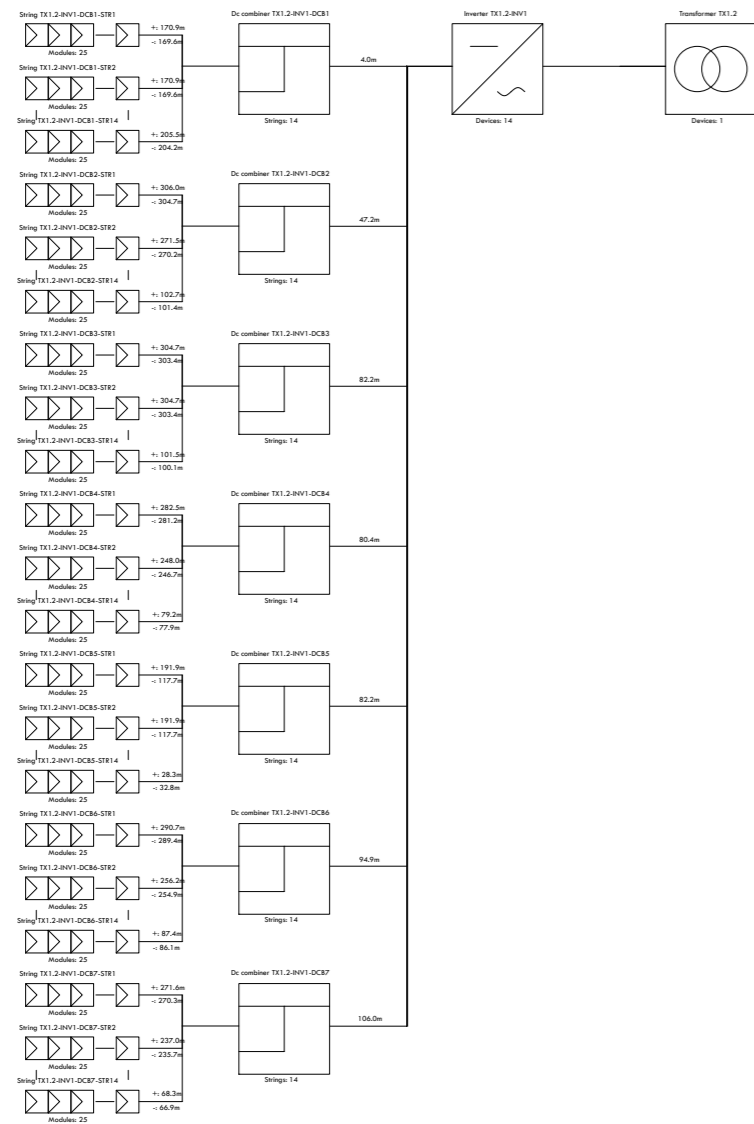 String TX1.2-INV1-DCB1-STR1
+: 170.9m
-: 169.6m
Modules: 25
String TX1.2-INV1-DCB1-STR2
+: 170.9m
-: 169.6m
Modules: 25
String TX1.2-INV1-DCB1-STR14
+: 205.5m
-: 204.2m
Modules: 25
Dc combiner TX1.2-INV1-DCB1
Strings: 14
4.0m
Inverter TX1.2-INV1
Devices: 14
Transformer TX1.2
Devices: 1
String TX1.2-INV1-DCB2-STR1
+: 306.0m
-: 304.7m
Modules: 25
String TX1.2-INV1-DCB2-STR2
+: 271.5m
-: 270.2m
Modules: 25
String TX1.2-INV1-DCB2-STR14
+: 102.7m
-: 101.4m
Modules: 25
Dc combiner TX1.2-INV1-DCB2
Strings: 14
47.2m
String TX1.2-INV1-DCB3-STR1
+: 304.7m
-: 303.4m
Modules: 25
String TX1.2-INV1-DCB3-STR2
+: 304.7m
-: 303.4m
Modules: 25
String TX1.2-INV1-DCB3-STR14
+: 101.5m
-: 100.1m
Modules: 25
Dc combiner TX1.2-INV1-DCB3
Strings: 14
82.2m
String TX1.2-INV1-DCB4-STR1
+: 282.5m
-: 281.2m
Modules: 25
String TX1.2-INV1-DCB4-STR2
+: 248.0m
-: 246.7m
Modules: 25
String TX1.2-INV1-DCB4-STR14
+: 79.2m
-: 77.9m
Modules: 25
Dc combiner TX1.2-INV1-DCB4
Strings: 14
80.4m
String TX1.2-INV1-DCB5-STR1
+: 191.9m
-: 117.7m
Modules: 25
String TX1.2-INV1-DCB5-STR2
+: 191.9m
-: 117.7m
Modules: 25
String TX1.2-INV1-DCB5-STR14
+: 28.3m
-: 32.8m
Modules: 25
Dc combiner TX1.2-INV1-DCB5
Strings: 14
82.2m
String TX1.2-INV1-DCB6-STR1
+: 290.7m
-: 289.4m
Modules: 25
String TX1.2-INV1-DCB6-STR2
+: 256.2m
-: 254.9m
Modules: 25
String TX1.2-INV1-DCB6-STR14
+: 87.4m
-: 86.1m
Modules: 25
Dc combiner TX1.2-INV1-DCB6
Strings: 14
94.9m
String TX1.2-INV1-DCB7-STR1
+: 271.6m
-: 270.3m
Modules: 25
String TX1.2-INV1-DCB7-STR2
+: 237.0m
-: 235.7m
Modules: 25
String TX1.2-INV1-DCB7-STR14
+: 68.3m
-: 66.9m
Modules: 25
Dc combiner TX1.2-INV1-DCB7
Strings: 14
106.0m